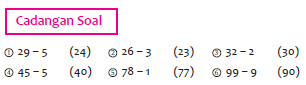 Cadangan Soal
① 29 – 5 (24) ② 26 – 3 (23) ③ 32 – 2 (30)
④ 45 – 5 (40) ⑤ 78 – 1 (77) ⑥ 99 – 9 (90)